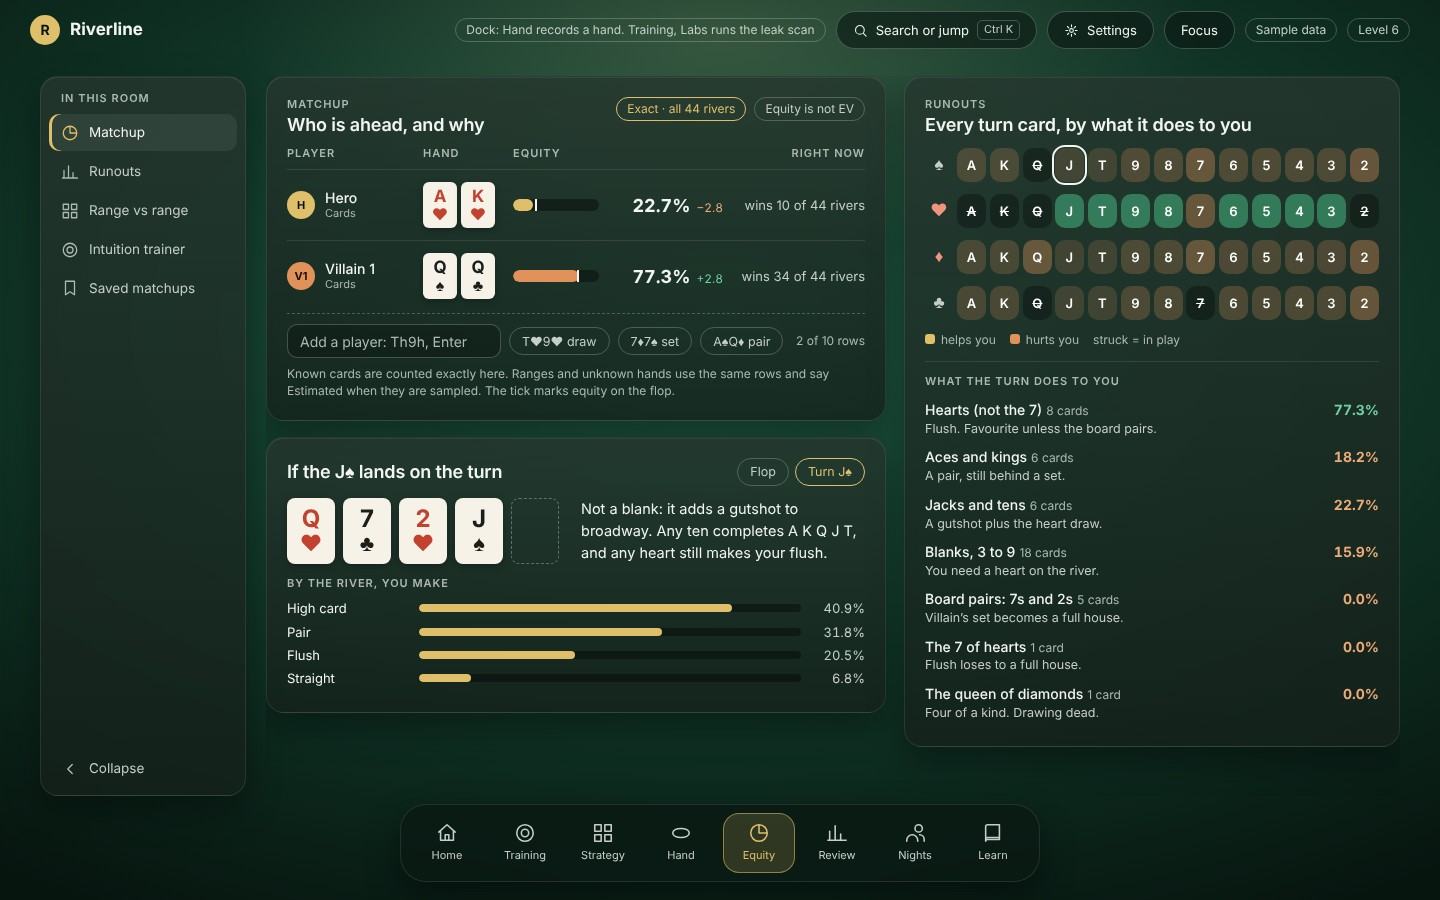 R Riverline
Dock: Hand records a hand. Training, Labs runs the leak scan
Search or jump Ctrl K
Settings
Focus
Sample data
Level 6
IN THIS ROOM
Matchup
Runouts
Range vs range
Intuition trainer
Saved matchups
Collapse
MATCHUP
Who is ahead, and why
Exact · all 44 rivers
Equity is not EV
PLAYER HAND EQUITY RIGHT NOW
H Hero
Cards
A♥ K♥
22.7% −2.8 wins 10 of 44 rivers
V1 Villain 1
Cards
Q♠ Q♣
77.3% +2.8 wins 34 of 44 rivers
Add a player: Th9h, Enter
T♥9♥ draw
7♦7♠ set
A♠Q♦ pair
2 of 10 rows
Known cards are counted exactly here. Ranges and unknown hands use the same rows and say
Estimated when they are sampled. The tick marks equity on the flop.
If the J♠ lands on the turn
Flop
Turn J♠
Q♥ 7♣ 2♥ J♠
Not a blank: it adds a gutshot to
broadway. Any ten completes A K Q J T,
and any heart still makes your flush.
BY THE RIVER, YOU MAKE
High card 40.9%
Pair 31.8%
Flush 20.5%
Straight 6.8%
RUNOUTS
Every turn card, by what it does to you
♠ A K Q J T 9 8 7 6 5 4 3 2
♥ A K Q J T 9 8 7 6 5 4 3 2
♦ A K Q J T 9 8 7 6 5 4 3 2
♣ A K Q J T 9 8 7 6 5 4 3 2
helps you hurts you struck = in play
WHAT THE TURN DOES TO YOU
Hearts (not the 7) 8 cards 77.3%
Flush. Favourite unless the board pairs.
Aces and kings 6 cards 18.2%
A pair, still behind a set.
Jacks and tens 6 cards 22.7%
A gutshot plus the heart draw.
Blanks, 3 to 9 18 cards 15.9%
You need a heart on the river.
Board pairs: 7s and 2s 5 cards 0.0%
Villain’s set becomes a full house.
The 7 of hearts 1 card 0.0%
Flush loses to a full house.
The queen of diamonds 1 card 0.0%
Four of a kind. Drawing dead.
Home
Training
Strategy
Hand
Equity
Review
Nights
Learn